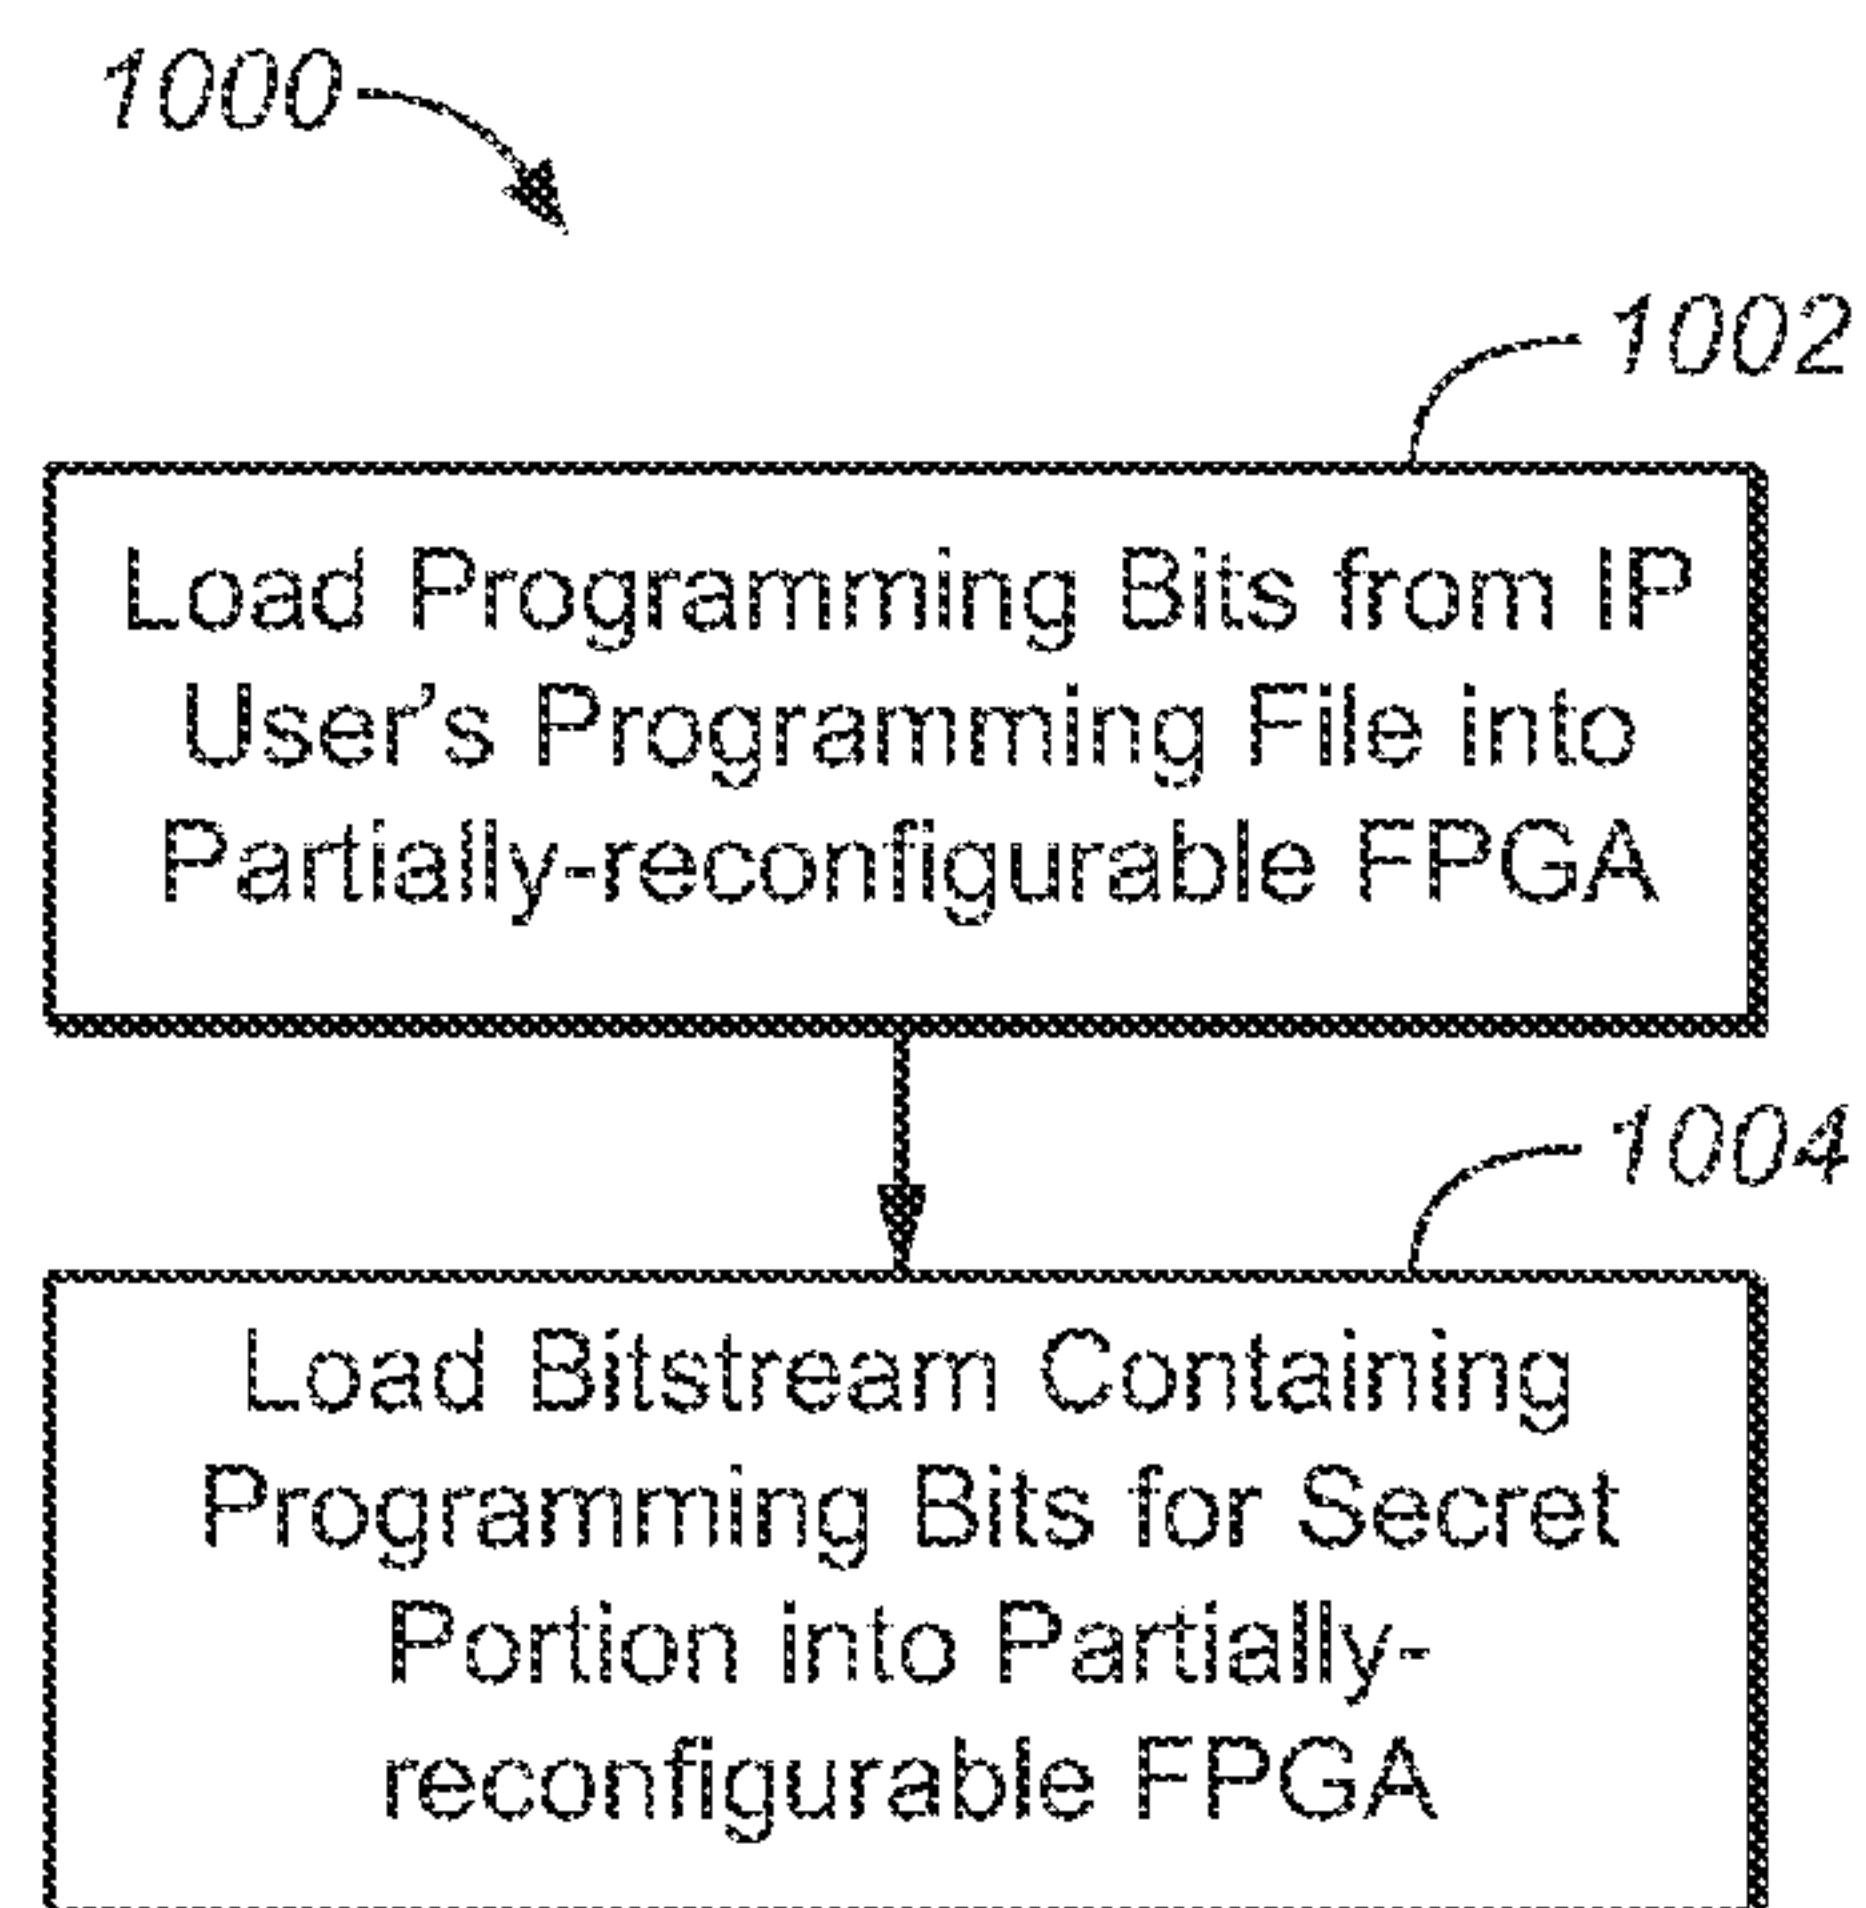 1000
1002
Load Programming Bits from IP
User's Programming File into
Partially-reconfigurable FPGA
1004
Load Bitstream Containing
Programming Bits for Secret
Portion into Partially-
reconfigurable FPGA